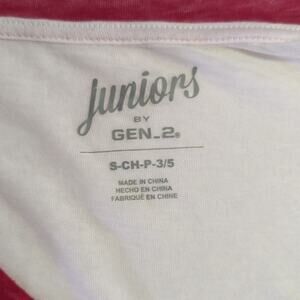 juniors
BY
GEN_2®
S-CH-P-3/5
MADE IN CHINA
HECHO EN CHINA
FABRIQUÉ EN CHINE